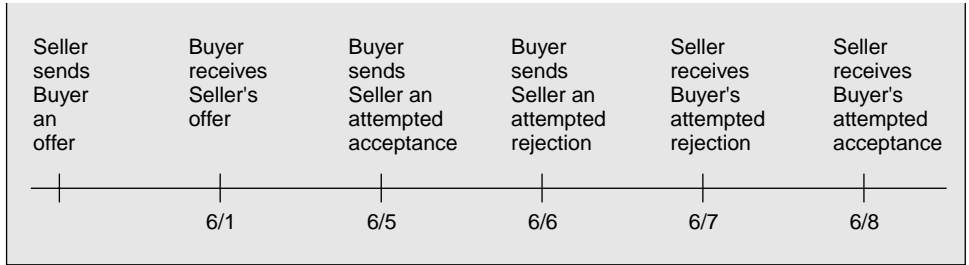 Seller
sends
Buyer
an
offer
Buyer
receives
Seller's
offer
Buyer
sends
Seller an
attempted
acceptance
Buyer
sends
Seller an
attempted
rejection
Seller
receives
Buyer's
attempted
rejection
Seller
receives
Buyer's
attempted
acceptance
6/1
6/5
6/6
6/7
6/8